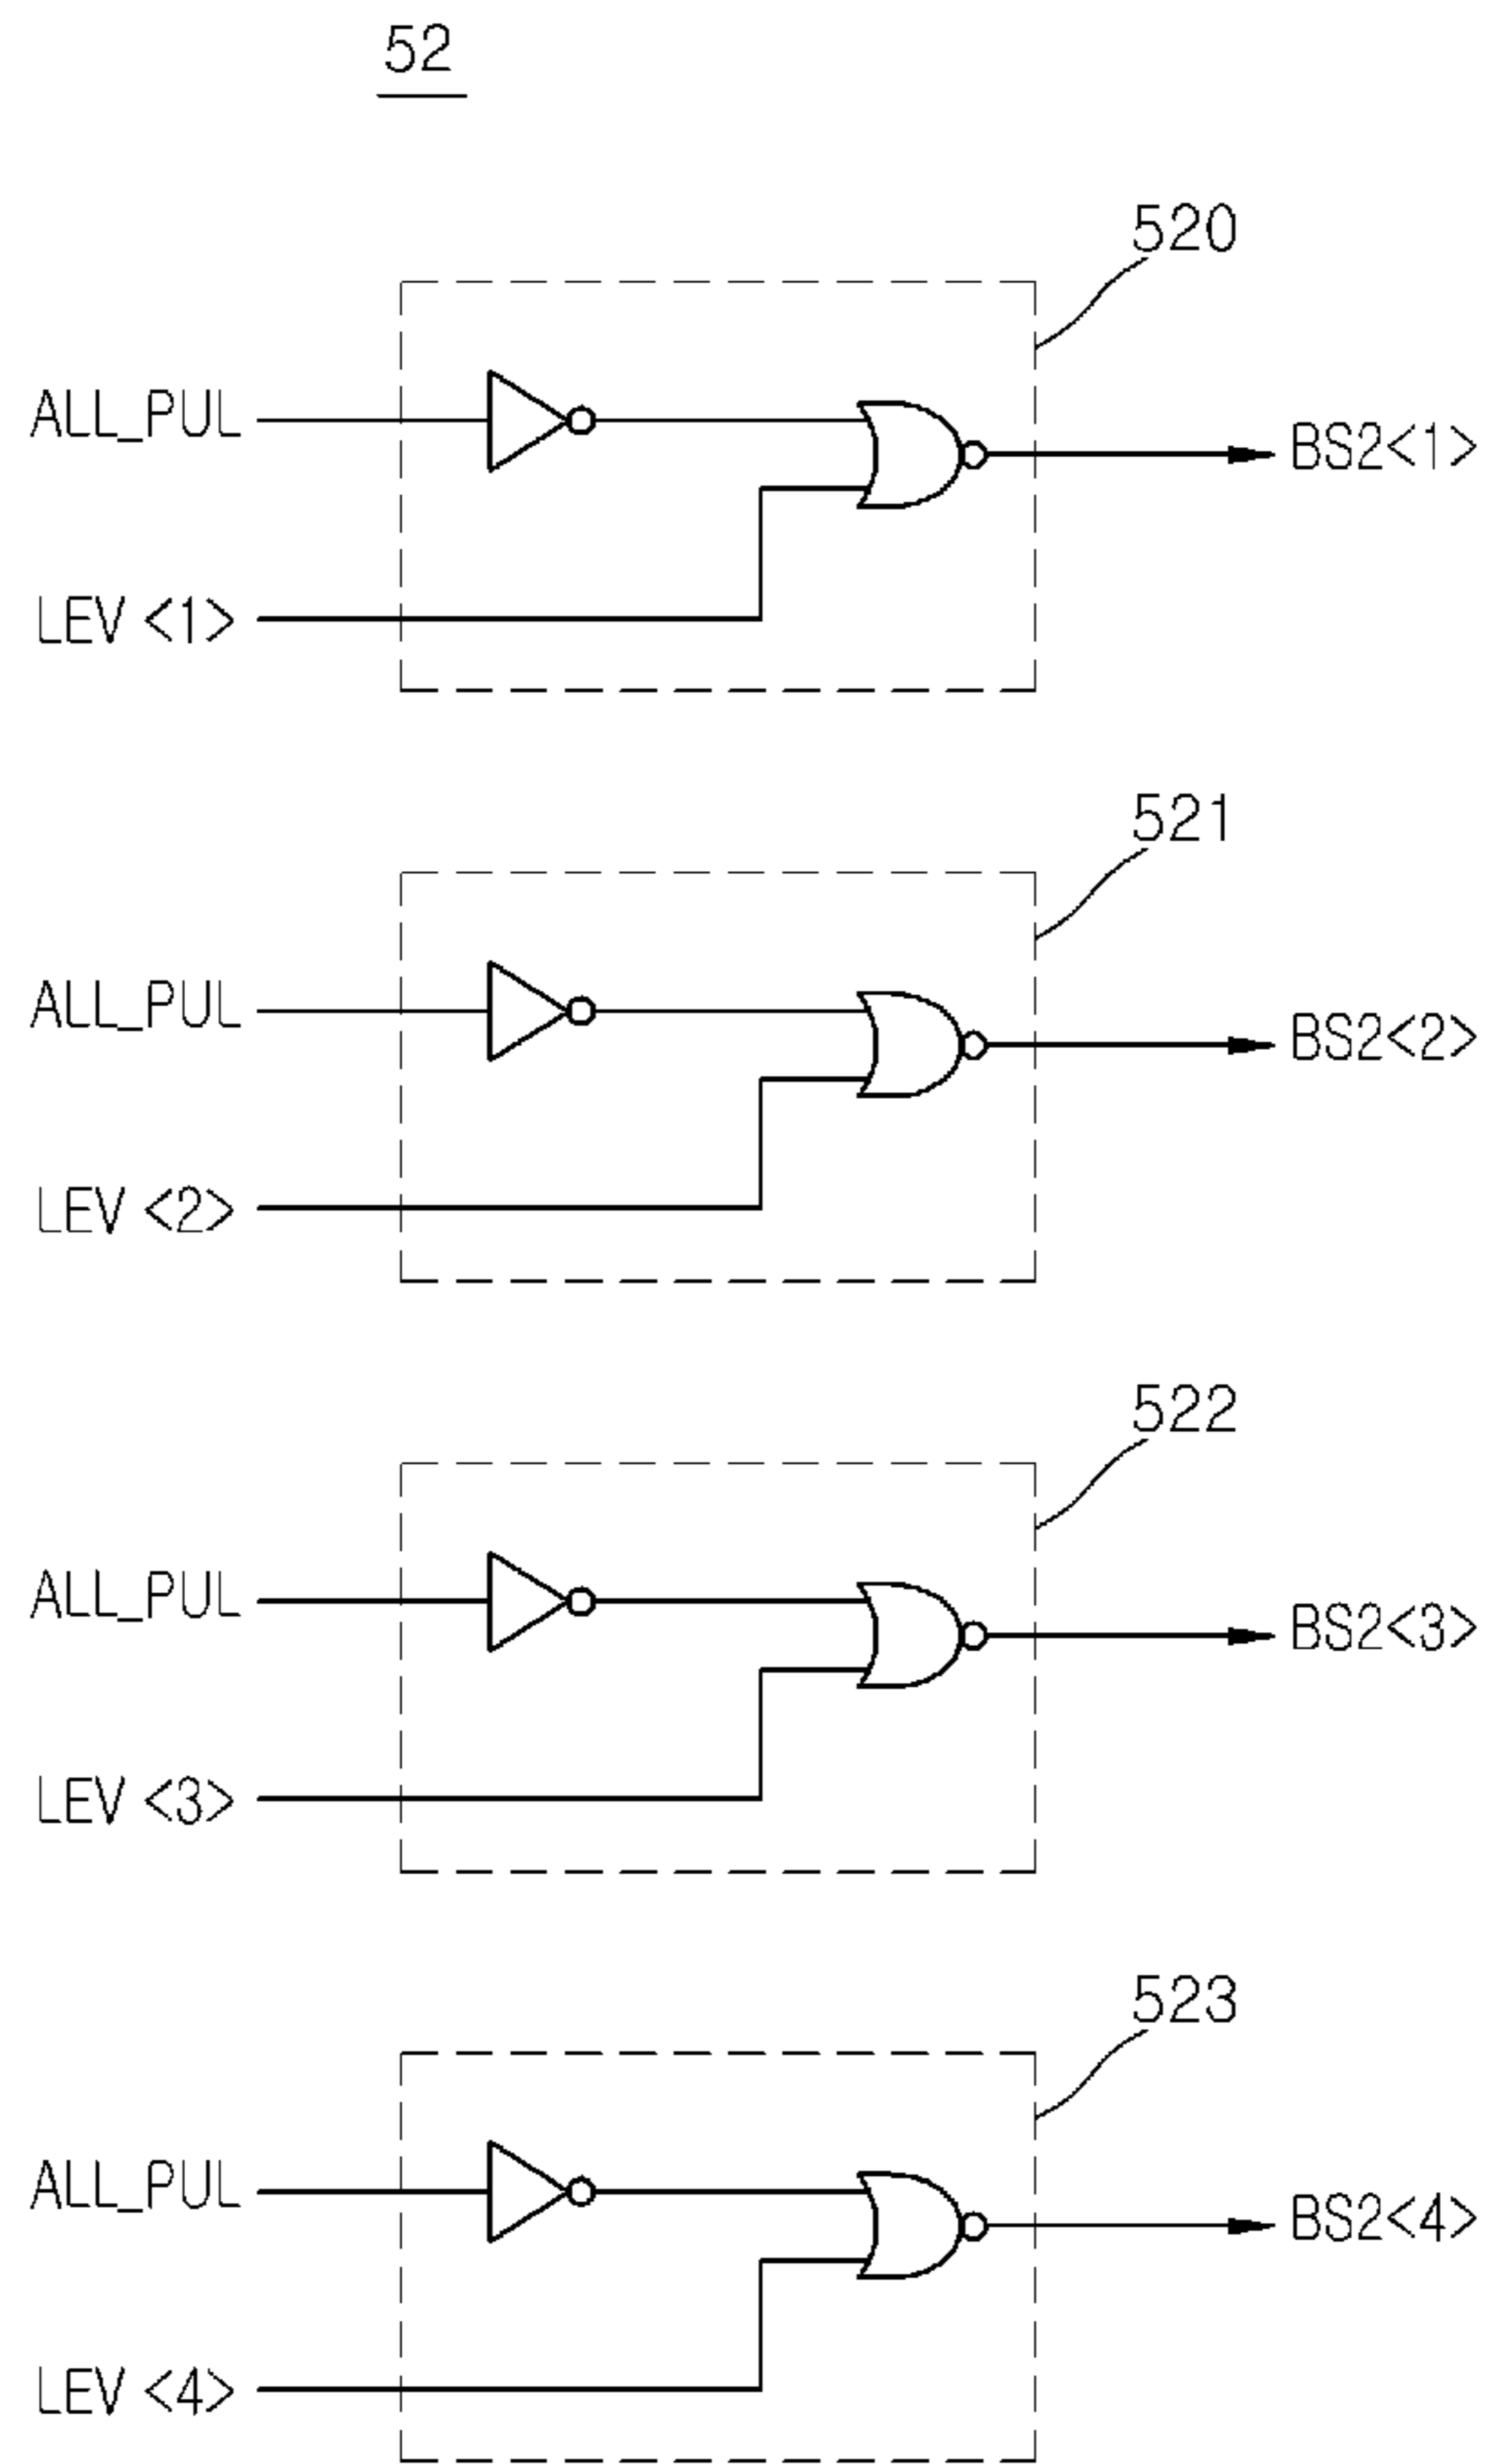 52
520
ALL_PUL
BS2<1>
LEV <1>
521
ALL_PUL
BS2<2>
LEV <2>
522
ALL_PUL
BS2<3>
LEV <3>
523
ALL_PUL
BS2<4>
LEV <4>